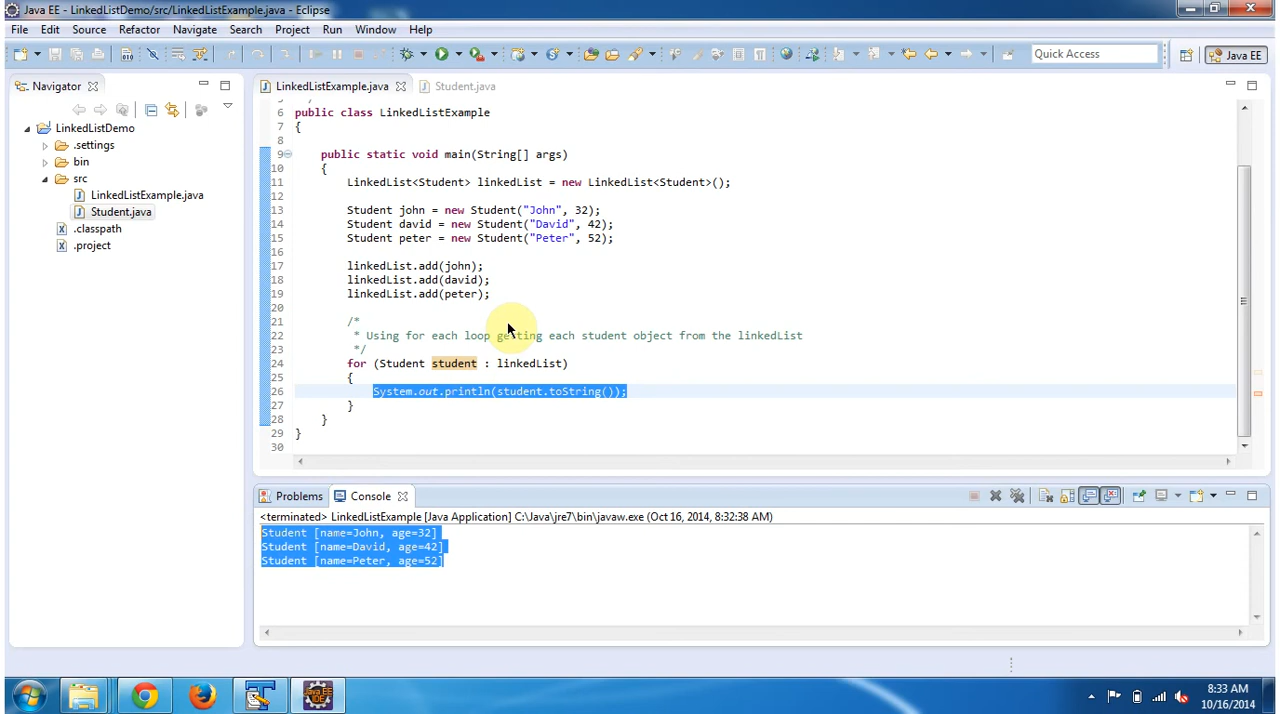 Java EE - LinkedListDemo/src/LinkedListExample.java - Eclipse
File Edit Source Refactor Navigate Search Project Run Window Help
Quick Access
Java EE
Navigator
LinkedListDemo
.settings
bin
src
LinkedListExample.java
Student.java
.classpath
.project
LinkedListExample.java Student.java
6 public class LinkedListExample
7 {
8
9 public static void main(String[] args)
10 {
11 LinkedList<Student> linkedList = new LinkedList<Student>();
12
13 Student john = new Student("John", 32);
14 Student david = new Student("David", 42);
15 Student peter = new Student("Peter", 52);
16
17 linkedList.add(john);
18 linkedList.add(david);
19 linkedList.add(peter);
20
21 /*
22 * Using for each loop getting each student object from the linkedList
23 */
24 for (Student student : linkedList)
25 {
26 System.out.println(student.toString());
27 }
28 }
29 }
30
Problems Console
<terminated> LinkedListExample [Java Application] C:\Java\jre7\bin\javaw.exe (Oct 16, 2014, 8:32:38 AM)
Student [name=John, age=32]
Student [name=David, age=42]
Student [name=Peter, age=52]
Java EE
IDE
8:33 AM
10/16/2014